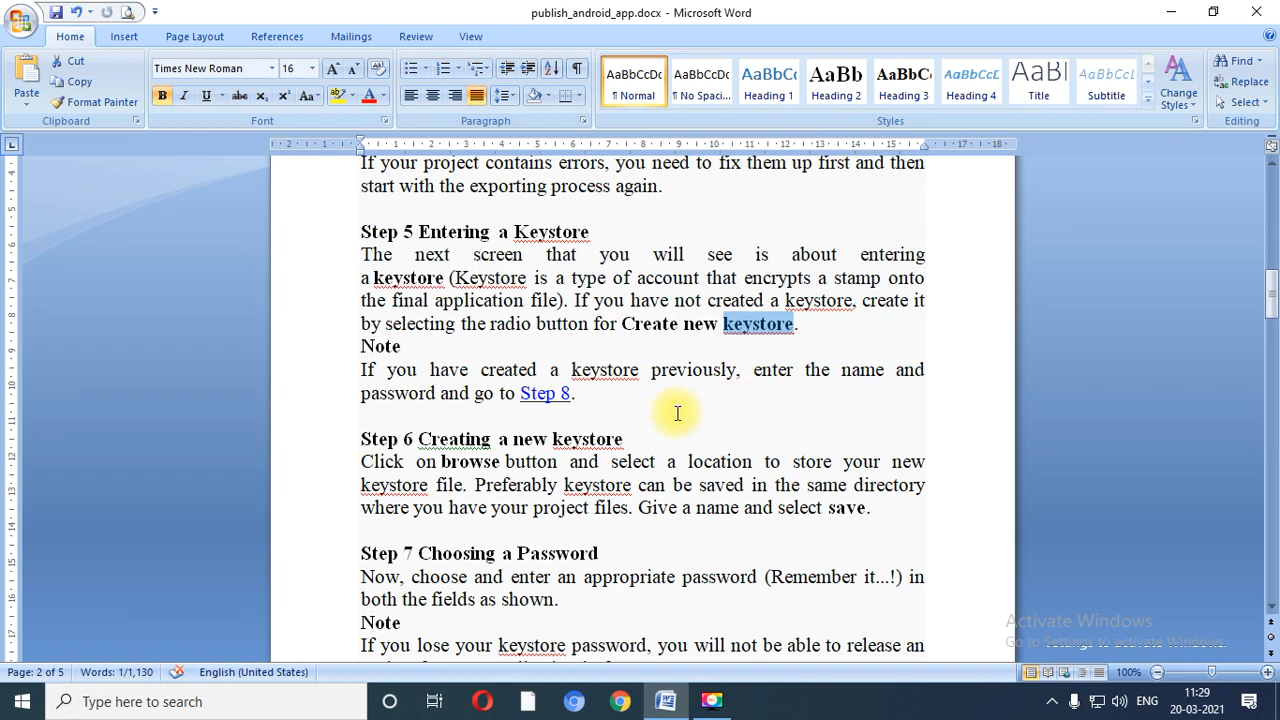 publish_android_app.docx - Microsoft Word
Home Insert Page Layout References Mailings Review View
Paste Cut Copy Format Painter
Times New Roman 16
AaBbCcDc AaBbCcDc AaBbC AaBb AaBbC AaBbCcL AaB AaBbCcL
¶ Normal ¶ No Spaci... Heading 1 Heading 2 Heading 3 Heading 4 Title Subtitle
Change Styles
Find Replace Select
Clipboard Font Paragraph Styles Editing
If your project contains errors, you need to fix them up first and then
start with the exporting process again.
Step 5 Entering a Keystore
The next screen that you will see is about entering
a keystore (Keystore is a type of account that encrypts a stamp onto
the final application file). If you have not created a keystore, create it
by selecting the radio button for Create new keystore.
Note
If you have created a keystore previously, enter the name and
password and go to Step 8.
Step 6 Creating a new keystore
Click on browse button and select a location to store your new
keystore file. Preferably keystore can be saved in the same directory
where you have your project files. Give a name and select save.
Step 7 Choosing a Password
Now, choose and enter an appropriate password (Remember it...!) in
both the fields as shown.
Note
If you lose your keystore password, you will not be able to release an
Activate Windows
Go to Settings to activate Windows.
Page: 2 of 5 Words: 1/1,130 English (United States) 100%
Type here to search
ENG 11:29
20-03-2021